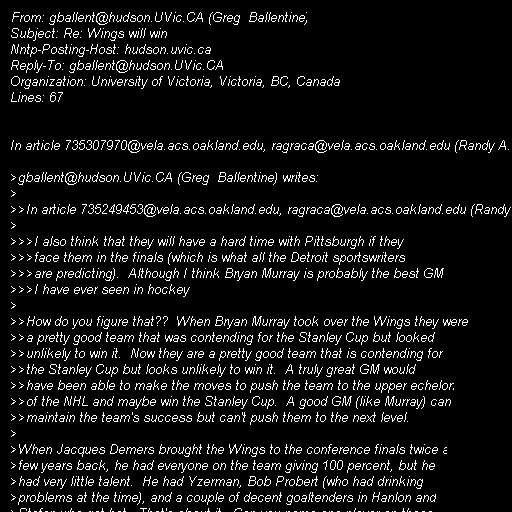 From: gballent@hudson.UVic.CA (Greg  Ballentine)
Subject: Re: Wings will win
Nntp-Posting-Host: hudson.uvic.ca
Reply-To: gballent@hudson.UVic.CA
Organization: University of Victoria, Victoria, BC, Canada
Lines: 67
In article 735307970@vela.acs.oakland.edu, ragraca@vela.acs.oakland.edu (Randy A.
>gballent@hudson.UVic.CA (Greg  Ballentine) writes:
>
>>In article 735249453@vela.acs.oakland.edu, ragraca@vela.acs.oakland.edu (Randy
>
>>>I also think that they will have a hard time with Pittsburgh if they
>>>face them in the finals (which is what all the Detroit sportswriters
>>>are predicting).  Although I think Bryan Murray is probably the best GM
>>>I have ever seen in hockey
>
>>How do you figure that??  When Bryan Murray took over the Wings they were
>>a pretty good team that was contending for the Stanley Cup but looked
>>unlikely to win it.  Now they are a pretty good team that is contending for
>>the Stanley Cup but looks unlikely to win it.  A truly great GM would
>>have been able to make the moves to push the team to the upper echelon.
>>of the NHL and maybe win the Stanley Cup.  A good GM (like Murray) can
>>maintain the team's success but can't push them to the next level.
>
>When Jacques Demers brought the Wings to the conference finals twice a
>few years back, he had everyone on the team giving 100 percent, but he
>had very little talent.  He had Yzerman, Bob Probert (who had drinking
>problems at the time), and a couple of decent goaltenders in Hanlon and